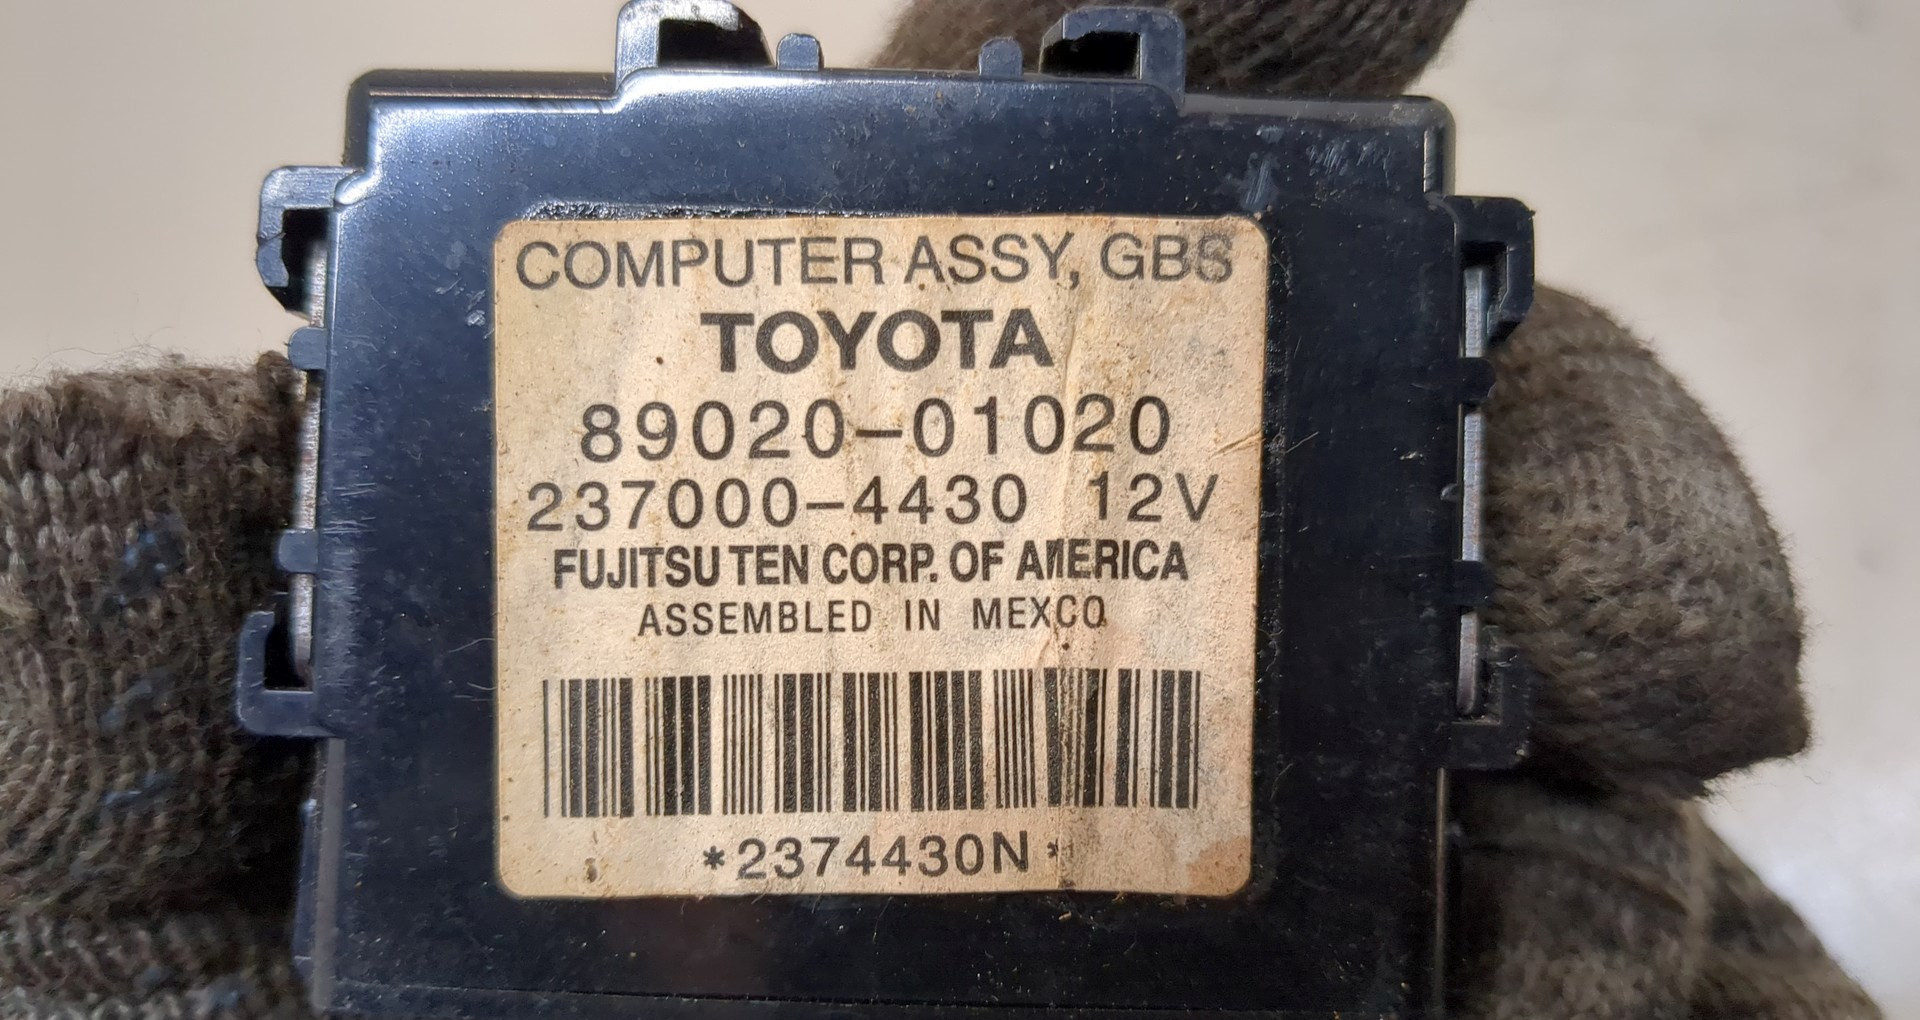 COMPUTER ASSY, GBS
TOYOTA
89020-01020
237000-4430 12V
FUJITSU TEN CORP. OF AMERICA
ASSEMBLED IN MEXCO
*2374430N*